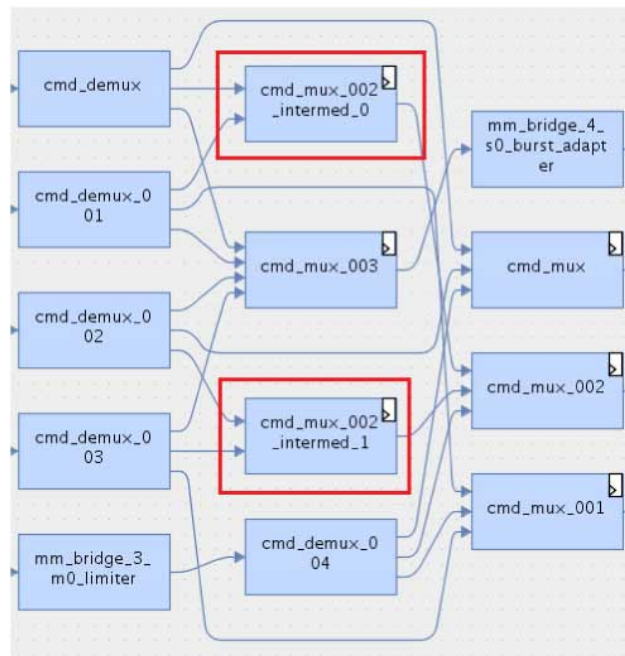 cmd_demux
cmd_demux_0
01
cmd_demux_0
02
cmd_demux_0
03
mm_bridge_3_
m0_limiter
cmd_mux_002
_intermed_0
cmd_mux_003
cmd_mux_002
_intermed_1
cmd_demux_0
04
mm_bridge_4_
s0_burst_adapt
er
cmd_mux
cmd_mux_002
cmd_mux_001